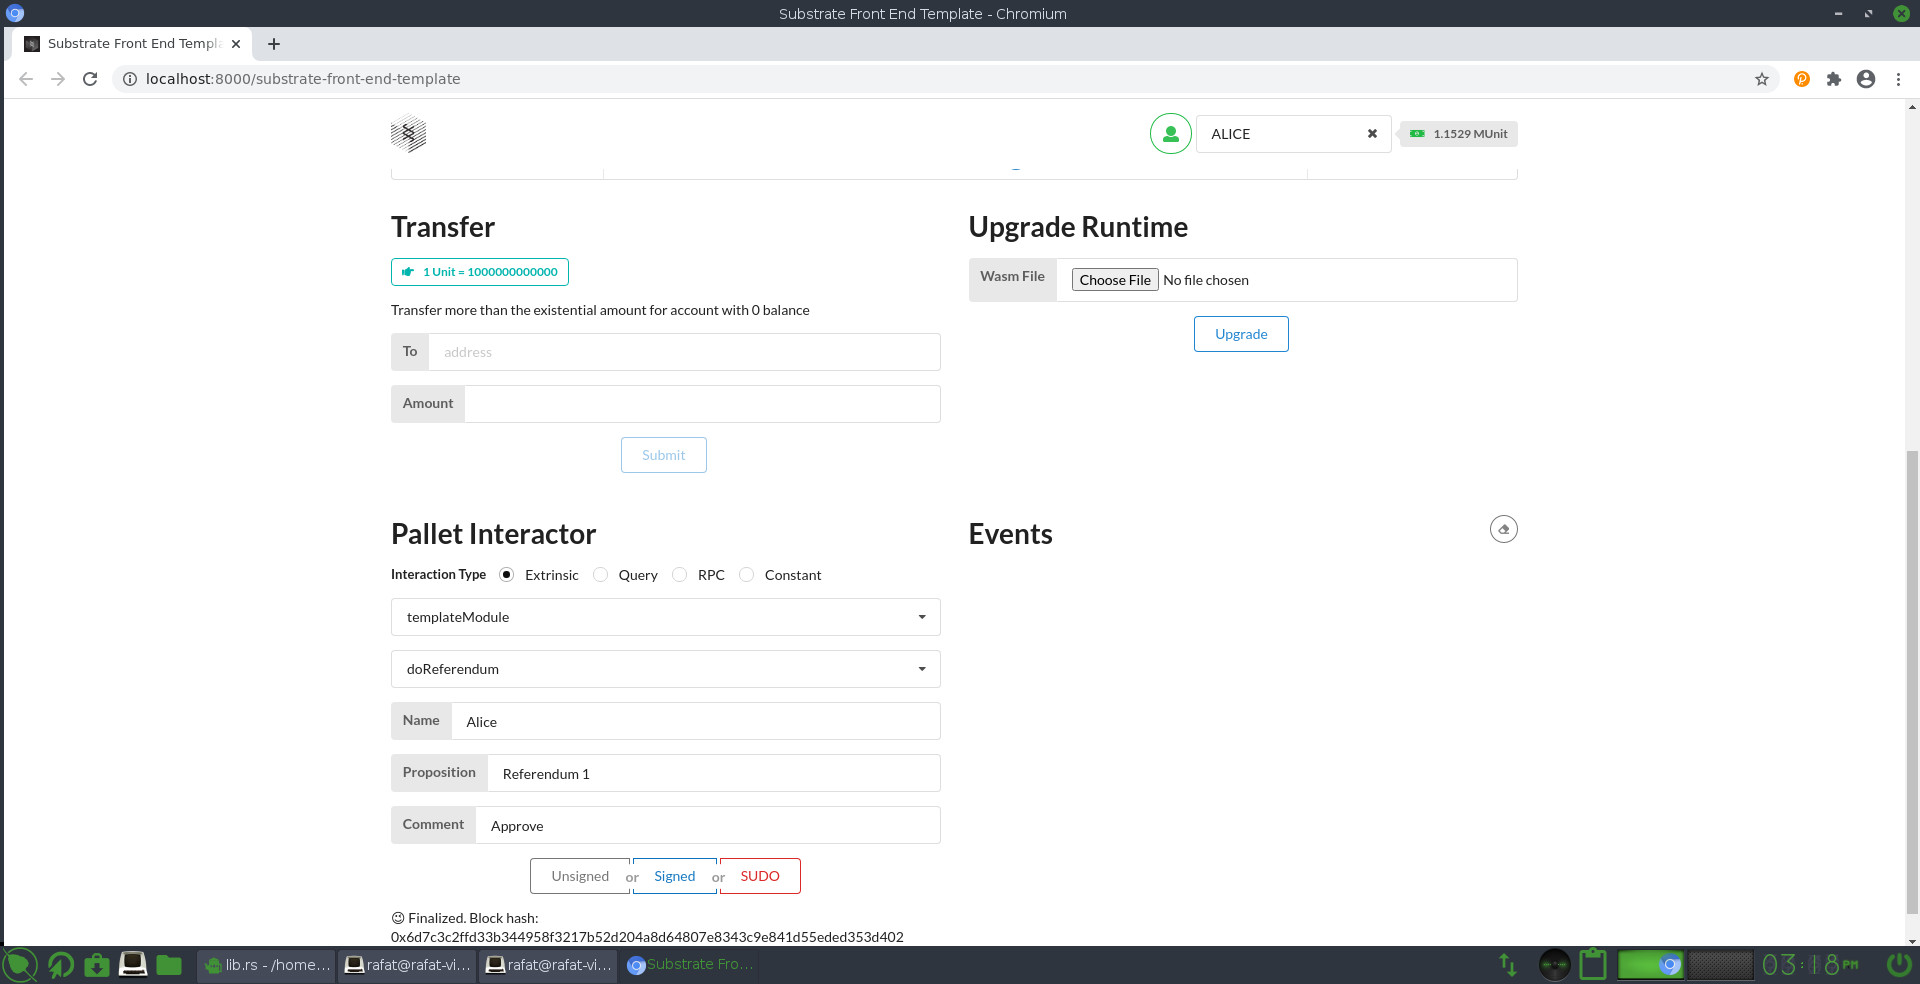 Substrate Front End Template - Chromium
Substrate Front End Templa
localhost:8000/substrate-front-end-template
ALICE
1.1529 MUnit
Transfer
1 Unit = 1000000000000
Transfer more than the existential amount for account with 0 balance
To address
Amount
Submit
Upgrade Runtime
Wasm File Choose File No file chosen
Upgrade
Pallet Interactor
Interaction Type Extrinsic Query RPC Constant
templateModule
doReferendum
Name Alice
Proposition Referendum 1
Comment Approve
Unsigned or Signed or SUDO
Finalized. Block hash:
0x6d7c3c2ffd33b344958f3217b52d204a8d64807e8343c9e841d55eded353d402
Events
lib.rs - /home... rafat@rafat-vi... rafat@rafat-vi... Substrate Fro... 03:18PM